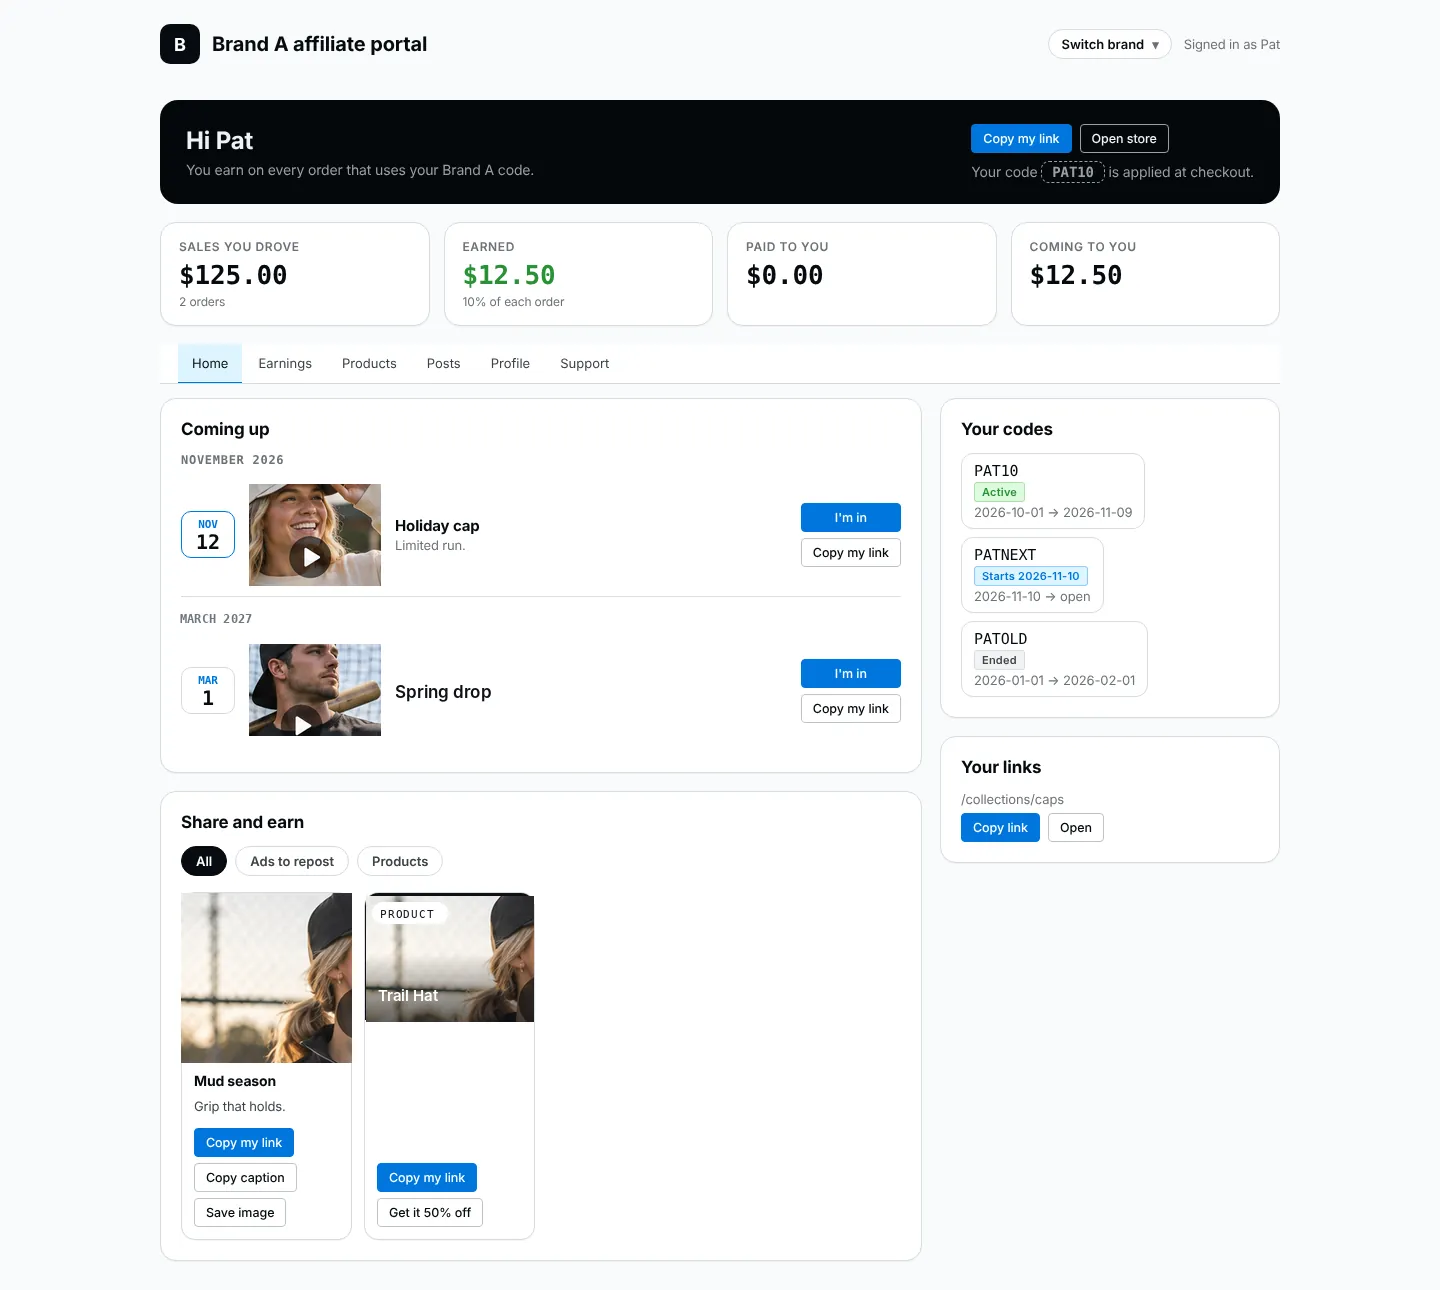 B
Brand A affiliate portal
Switch brand ▾
Signed in as Pat
Hi Pat
You earn on every order that uses your Brand A code.
Copy my link
Open store
Your code PAT10 is applied at checkout.
SALES YOU DROVE
$125.00
2 orders
EARNED
$12.50
10% of each order
PAID TO YOU
$0.00
COMING TO YOU
$12.50
Home
Earnings
Products
Posts
Profile
Support
Coming up
NOVEMBER 2026
NOV
12
Holiday cap
Limited run.
I'm in
Copy my link
MARCH 2027
MAR
1
Spring drop
I'm in
Copy my link
Share and earn
All
Ads to repost
Products
Mud season
Grip that holds.
Copy my link
Copy caption
Save image
PRODUCT
Trail Hat
Copy my link
Get it 50% off
Your codes
PAT10
Active
2026-10-01 → 2026-11-09
PATNEXT
Starts 2026-11-10
2026-11-10 → open
PATOLD
Ended
2026-01-01 → 2026-02-01
Your links
/collections/caps
Copy link
Open